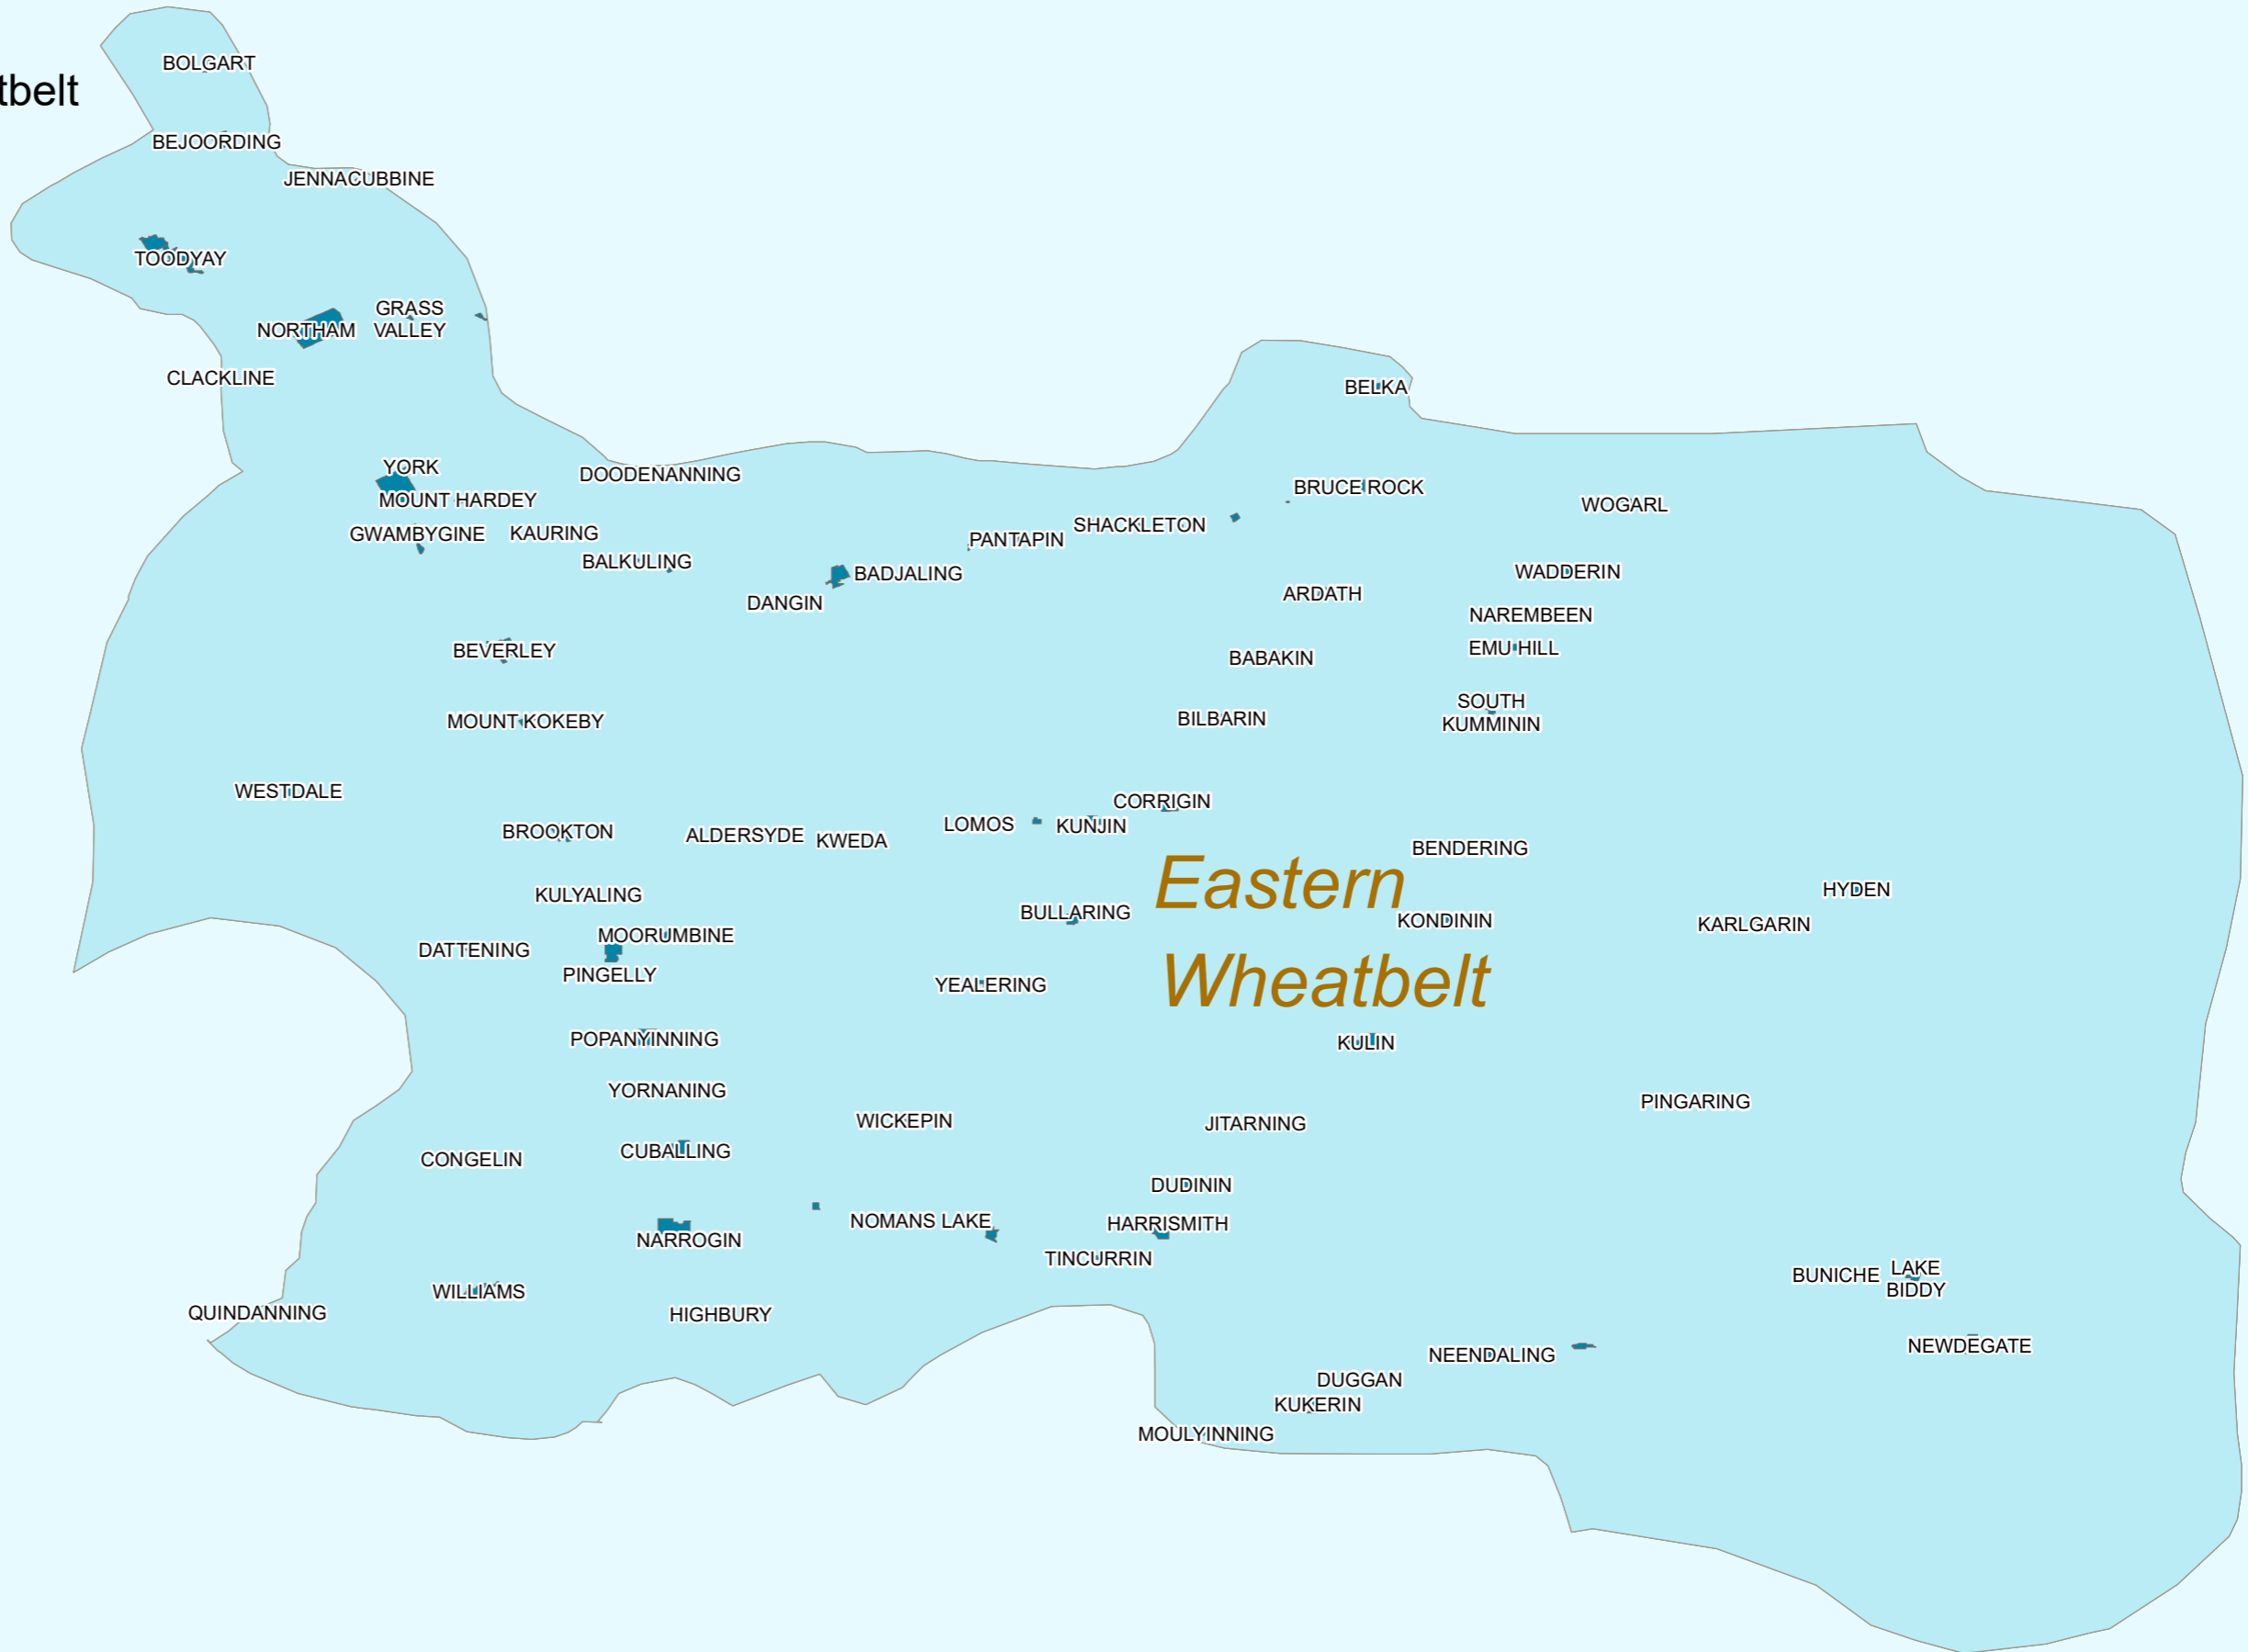 BOLGART
tbelt
BEJOORDING
JENNACUBBINE
TOODYAY
GRASS
VALLEY
NORTHAM
CLACKLINE
BELKA
YORK
DOODENANNING
MOUNT HARDEY
BRUCE ROCK
WOGARL
GWAMBYGINE
KAURING
SHACKLETON
PANTAPIN
BALKULING
BADJALING
WADDERIN
DANGIN
ARDATH
NAREMBEEN
BEVERLEY
EMU HILL
BABAKIN
SOUTH
KUMMININ
MOUNT KOKEBY
BILBARIN
WESTDALE
CORRIGIN
BROOKTON
ALDERSYDE
KWEDA
LOMOS
KUNJIN
BENDERING
Eastern
Wheatbelt
HYDEN
KULYALING
BULLARING
KONDININ
KARLGARIN
MOORUMBINE
DATTENING
PINGELLY
YEALERING
POPANYINNING
KULIN
YORNANING
PINGARING
WICKEPIN
JITARNING
CUBALLING
CONGELIN
DUDININ
NOMANS LAKE
HARRISMITH
NARROGIN
TINCURRIN
BUNICHE
LAKE
BIDDY
WILLIAMS
QUINDANNING
HIGHBURY
NEWDEGATE
NEENDALING
DUGGAN
KUKERIN
MOULYINNING